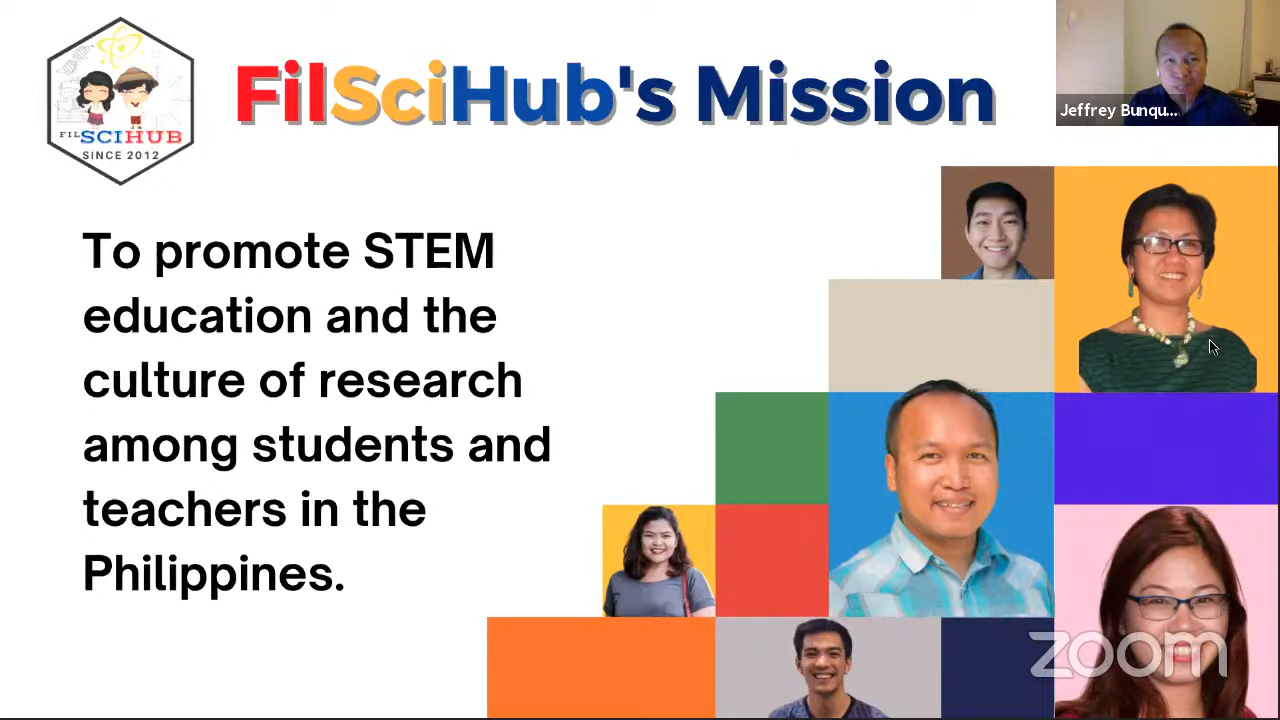 FilSciHub's Mission
FIL SCIHUB
SINCE 2012
Jeffrey Bunqu...
To promote STEM
education and the
culture of research
among students and
teachers in the
Philippines.
zoom